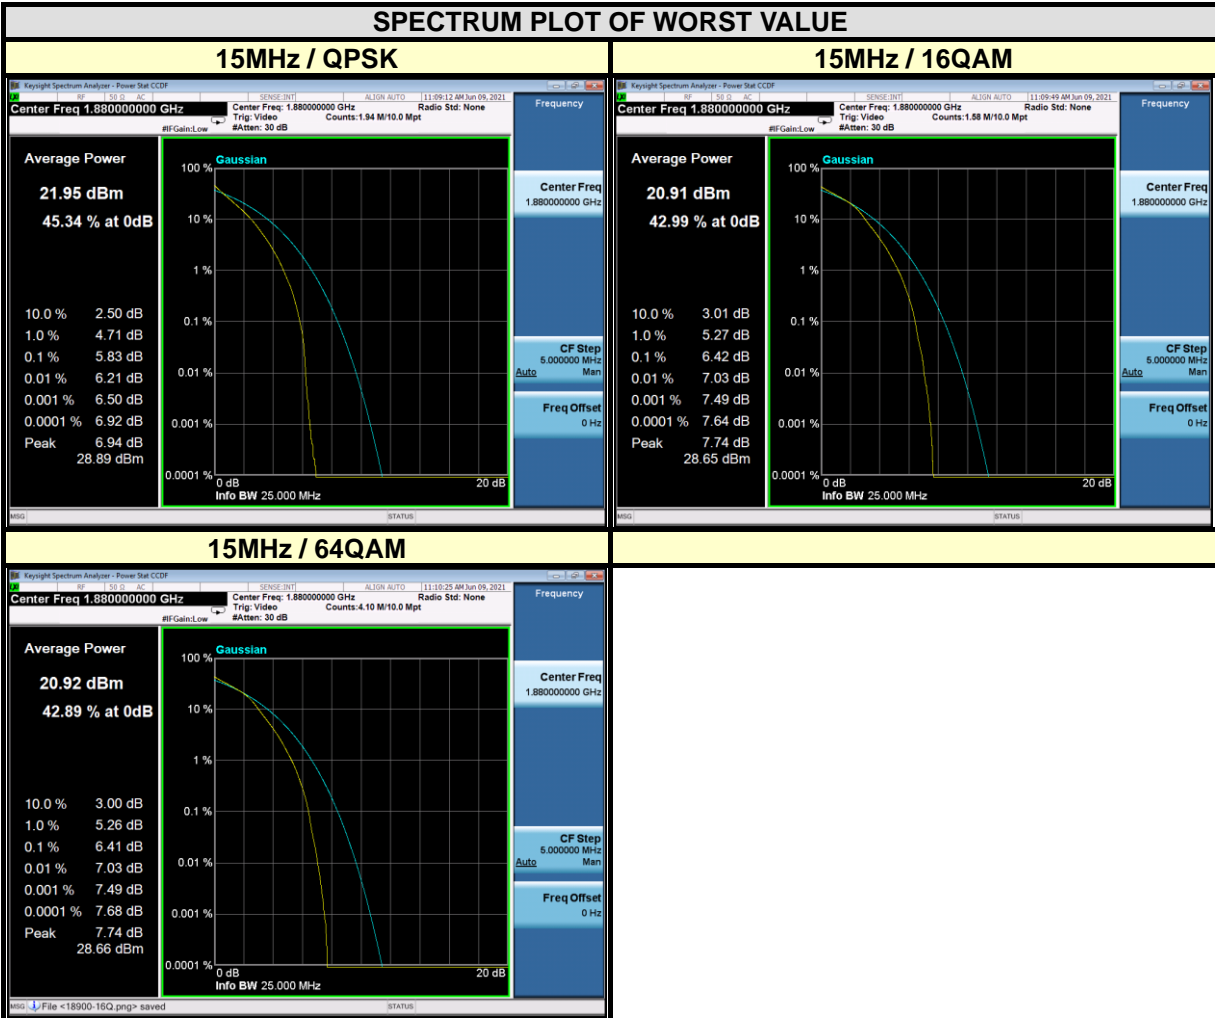 SPECTRUM PLOT OF WORST VALUE
15MHz / QPSK
15MHz / 16QAM
Keysight Spectrum Analyzer - Power Stat CCDF
RF 50 Ω AC SENSE:INT ALIGN AUTO 11:09:12 AM Jun 09, 2021
Center Freq 1.880000000 GHz
Center Freq: 1.880000000 GHz Radio Std: None
Trig: Video Counts:1.94 M/10.0 Mpt
#IFGain:Low #Atten: 30 dB
Frequency
Average Power
21.95 dBm
45.34 % at 0dB
10.0 % 2.50 dB
1.0 % 4.71 dB
0.1 % 5.83 dB
0.01 % 6.21 dB
0.001 % 6.50 dB
0.0001 % 6.92 dB
Peak 6.94 dB
28.89 dBm
Gaussian
100 %
10 %
1 %
0.1 %
0.01 %
0.001 %
0.0001 %
0 dB 20 dB
Info BW 25.000 MHz
Center Freq
1.880000000 GHz
CF Step
5.000000 MHz
Auto Man
Freq Offset
0 Hz
MSG STATUS
Keysight Spectrum Analyzer - Power Stat CCDF
RF 50 Ω AC SENSE:INT ALIGN AUTO 11:09:49 AM Jun 09, 2021
Center Freq 1.880000000 GHz
Center Freq: 1.880000000 GHz Radio Std: None
Trig: Video Counts:1.58 M/10.0 Mpt
#IFGain:Low #Atten: 30 dB
Frequency
Average Power
20.91 dBm
42.99 % at 0dB
10.0 % 3.01 dB
1.0 % 5.27 dB
0.1 % 6.42 dB
0.01 % 7.03 dB
0.001 % 7.49 dB
0.0001 % 7.64 dB
Peak 7.74 dB
28.65 dBm
Gaussian
100 %
10 %
1 %
0.1 %
0.01 %
0.001 %
0.0001 %
0 dB 20 dB
Info BW 25.000 MHz
Center Freq
1.880000000 GHz
CF Step
5.000000 MHz
Auto Man
Freq Offset
0 Hz
MSG STATUS
15MHz / 64QAM
Keysight Spectrum Analyzer - Power Stat CCDF
RF 50 Ω AC SENSE:INT ALIGN AUTO 11:10:25 AM Jun 09, 2021
Center Freq 1.880000000 GHz
Center Freq: 1.880000000 GHz Radio Std: None
Trig: Video Counts:4.10 M/10.0 Mpt
#IFGain:Low #Atten: 30 dB
Frequency
Average Power
20.92 dBm
42.89 % at 0dB
10.0 % 3.00 dB
1.0 % 5.26 dB
0.1 % 6.41 dB
0.01 % 7.03 dB
0.001 % 7.49 dB
0.0001 % 7.68 dB
Peak 7.74 dB
28.66 dBm
Gaussian
100 %
10 %
1 %
0.1 %
0.01 %
0.001 %
0.0001 %
0 dB 20 dB
Info BW 25.000 MHz
Center Freq
1.880000000 GHz
CF Step
5.000000 MHz
Auto Man
Freq Offset
0 Hz
MSG File <18900-16Q.png> saved STATUS